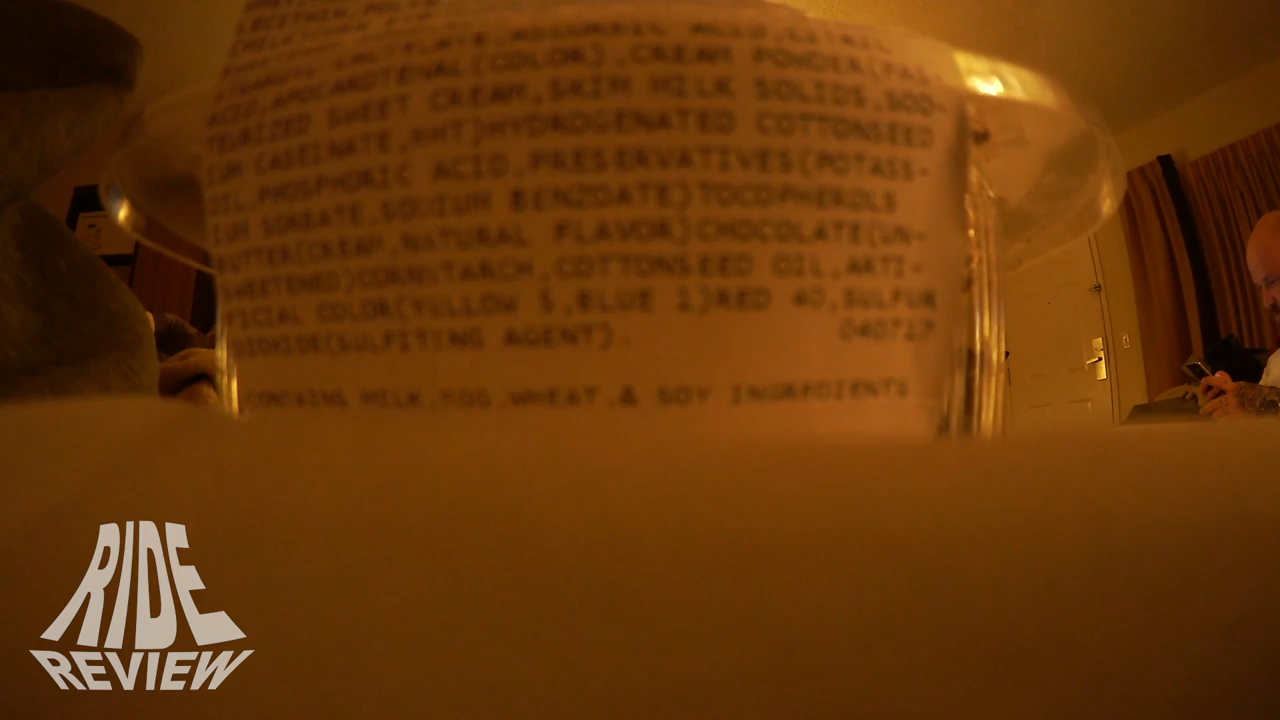 ACID,APOCAROTENAL(COLOR),CREAM POWDER(PAS-
TEURIZED SWEET CREAM,SKIM MILK SOLIDS,SOD-
IUM CASEINATE,BHT)HYDROGENATED COTTONSEED
OIL,PHOSPHORIC ACID,PRESERVATIVES(POTASS-
IUM SORBATE,SODIUM BENZOATE)TOCOPHEROLS
BUTTER(CREAM,NATURAL FLAVOR)CHOCOLATE(UN-
SWEETENED)CORNSTARCH,COTTONSEED OIL,ARTI-
FICIAL COLOR(YELLOW 5,BLUE 1)RED 40,SULFUR
DIOXIDE(SULFITING AGENT).
040717
CONTAINS MILK,EGG,WHEAT,& SOY INGREDIENTS.
RIDE
REVIEW